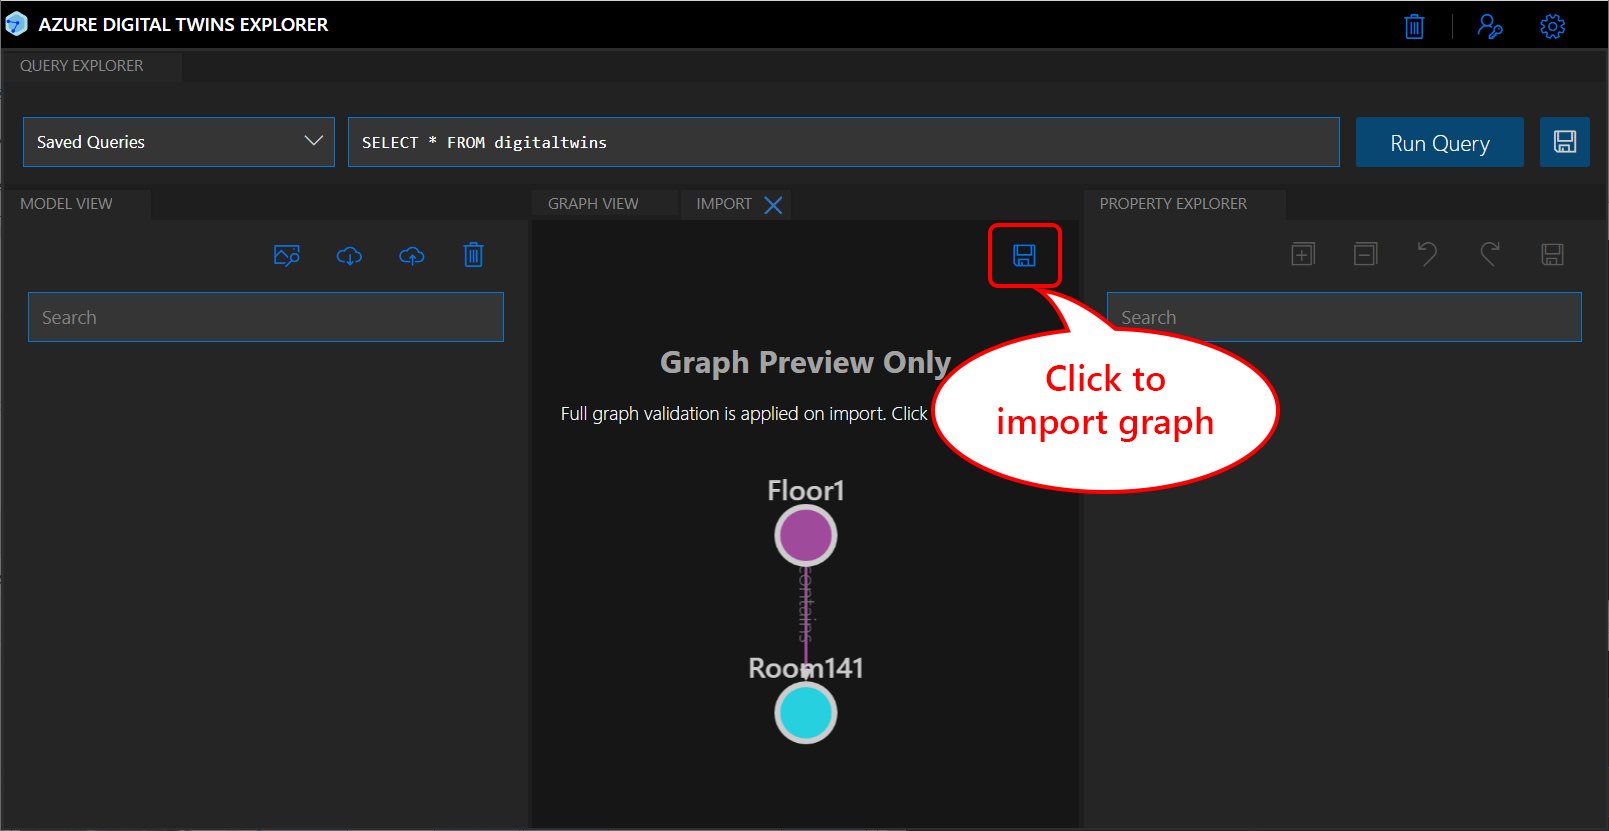 AZURE DIGITAL TWINS EXPLORER
QUERY EXPLORER
Saved Queries
SELECT * FROM digitaltwins
Run Query
MODEL VIEW
GRAPH VIEW
IMPORT
PROPERTY EXPLORER
Search
Search
Graph Preview Only
Full graph validation is applied on import. Click
Click to
import graph
Floor1
contains
Room141